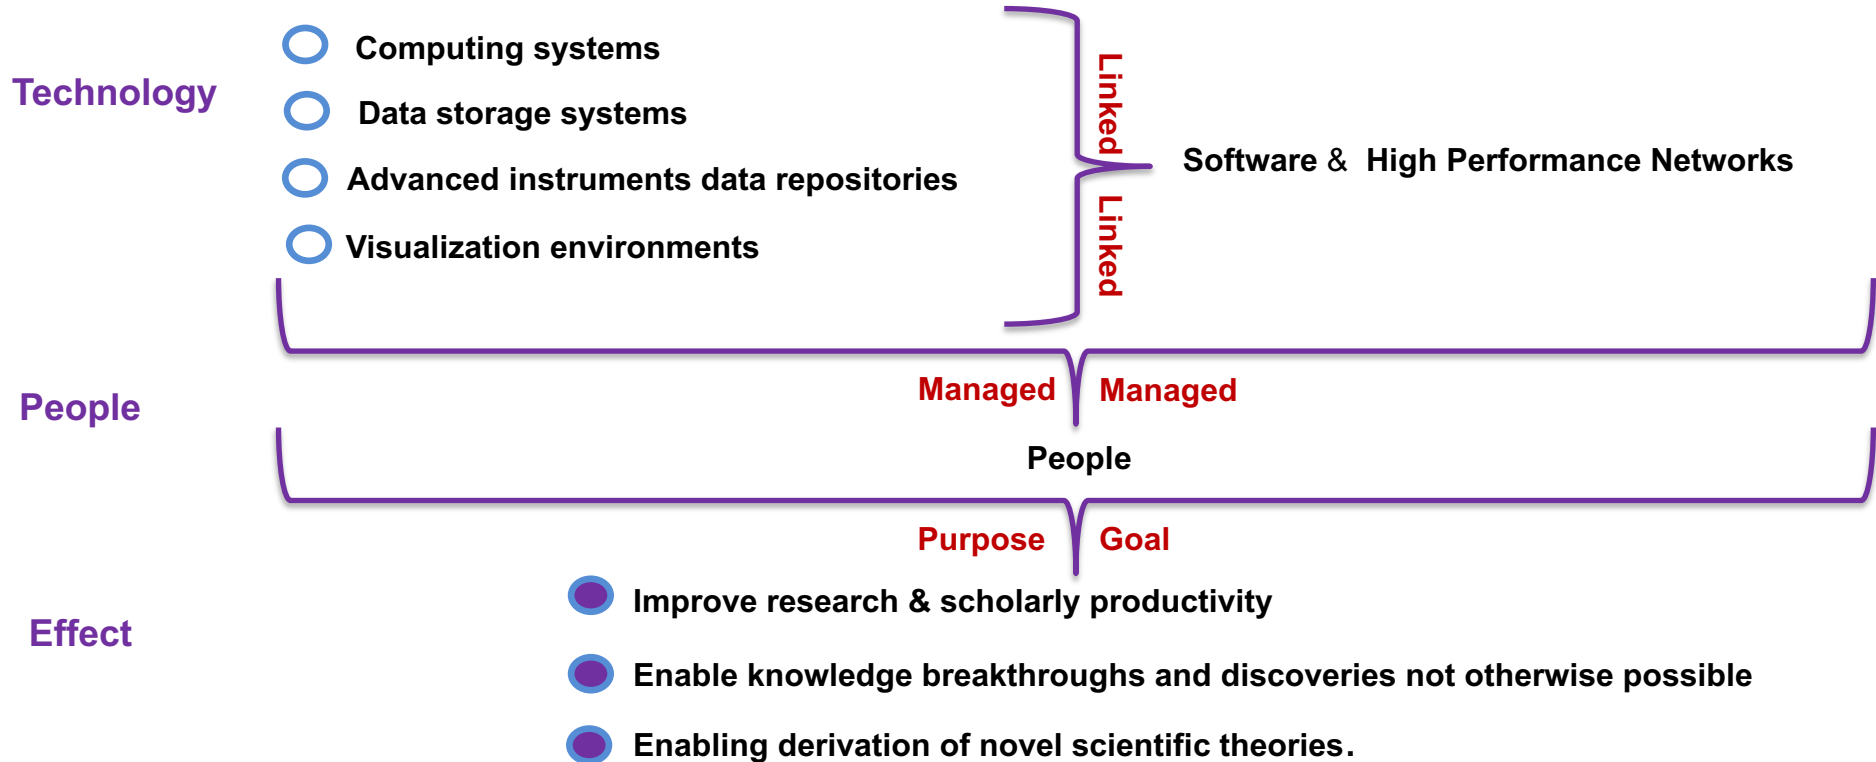 Technology
Computing systems
Data storage systems
Advanced instruments data repositories
Visualization environments
Linked
Linked
Software & High Performance Networks
People
Managed Managed
People
Purpose Goal
Effect
Improve research & scholarly productivity
Enable knowledge breakthroughs and discoveries not otherwise possible
Enabling derivation of novel scientific theories.